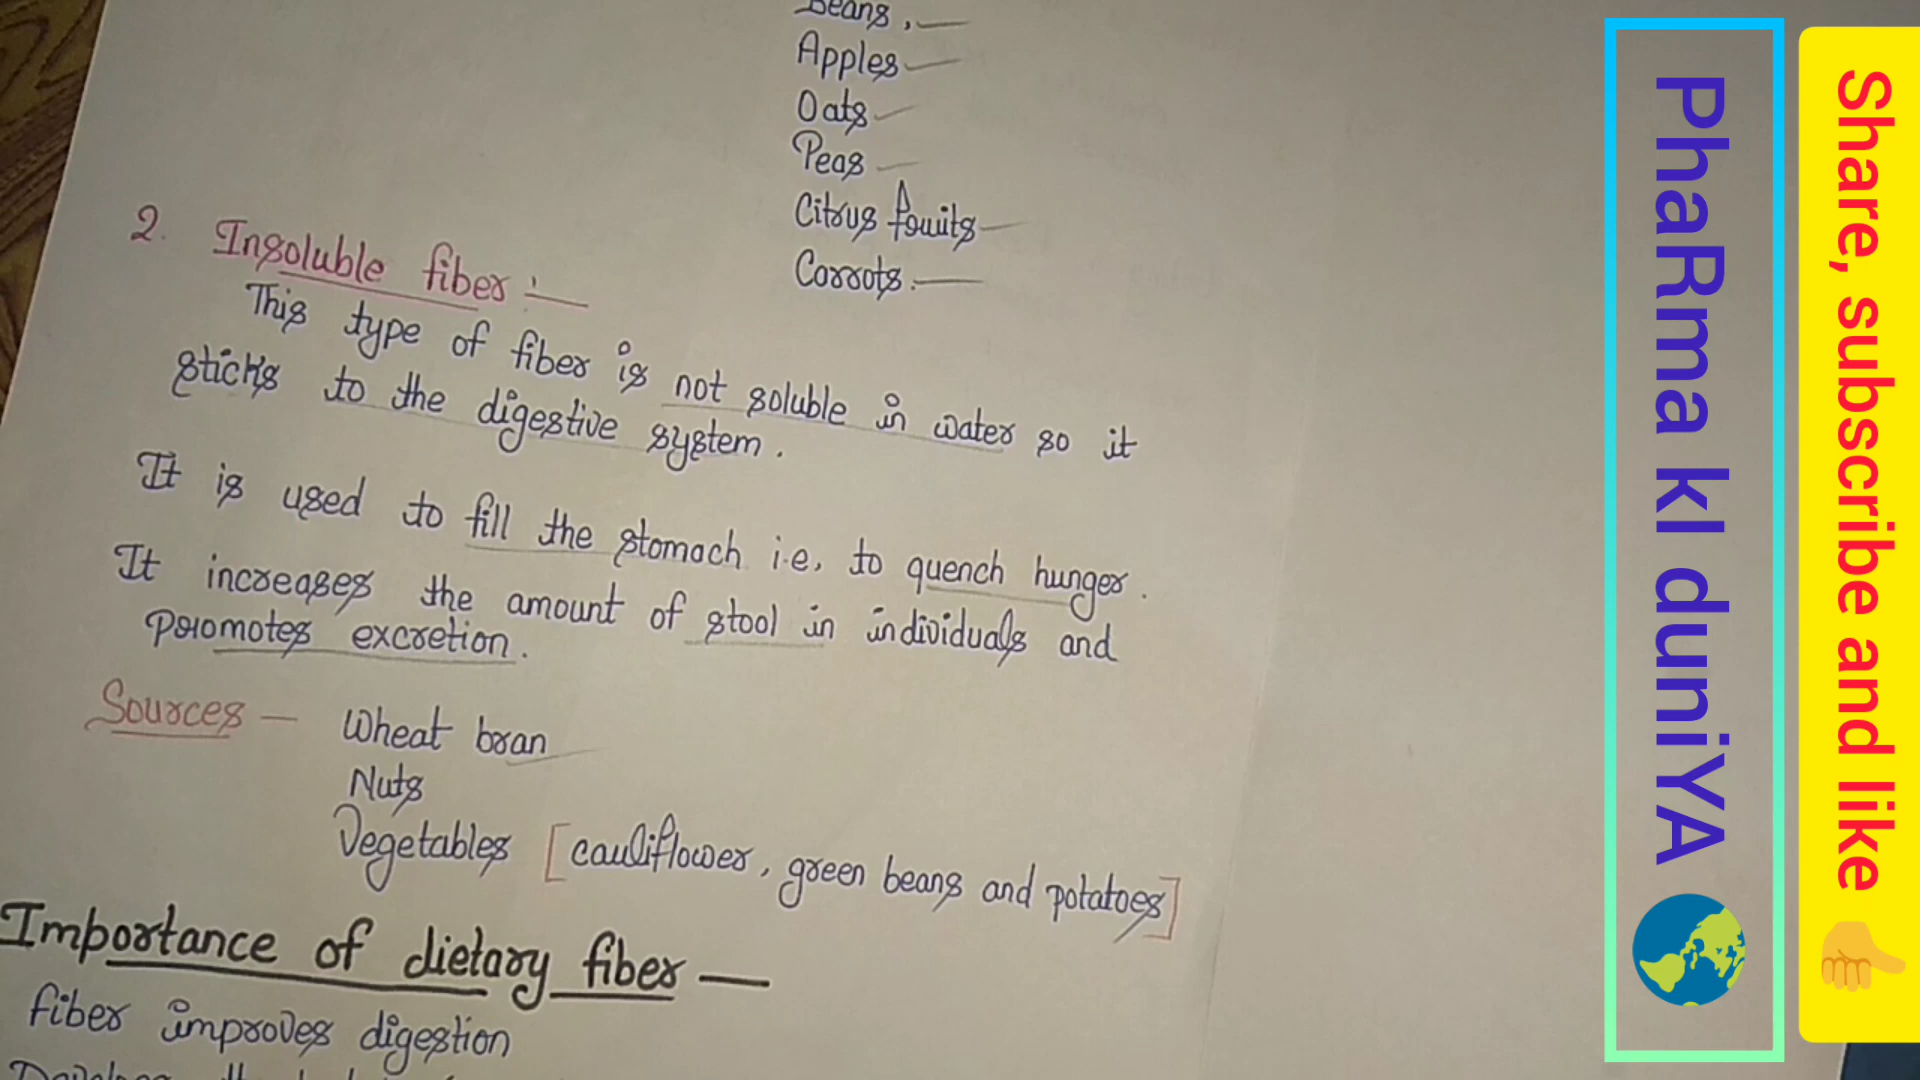 Beans,—
Apples—
Oats—
Peas—
Citrus fruits—
Carrots.—
2. Insoluble fiber :—
This type of fiber is not soluble in water so it
sticks to the digestive system.
It is used to fill the stomach i.e, to quench hunger.
It increases the amount of stool in individuals and
promotes excretion.
Sources — Wheat bran
Nuts
Vegetables [cauliflower, green beans and potatoes]
Importance of dietary fiber —
fiber improves digestion
PhaRma kI duniYA 🌎
Share, subscribe and like 👍